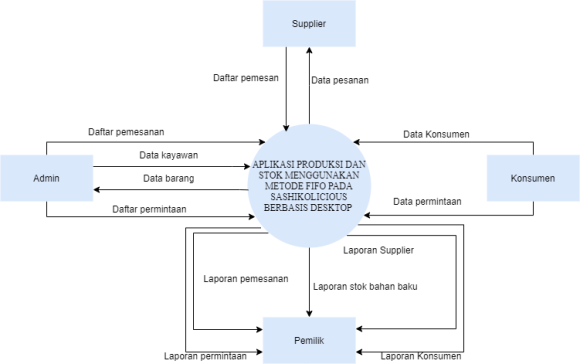 Supplier
Daftar pemesan
Data pesanan
Daftar pemesanan
Data Konsumen
Data kayawan
APLIKASI PRODUKSI DAN
STOK MENGGUNAKAN
METODE FIFO PADA
SASHIKOLICIOUS
BERBASIS DESKTOP
Admin
Data barang
Konsumen
Daftar permintaan
Data permintaan
Laporan Supplier
Laporan pemesanan
Laporan stok bahan baku
Pemilik
Laporan permintaan
Laporan Konsumen